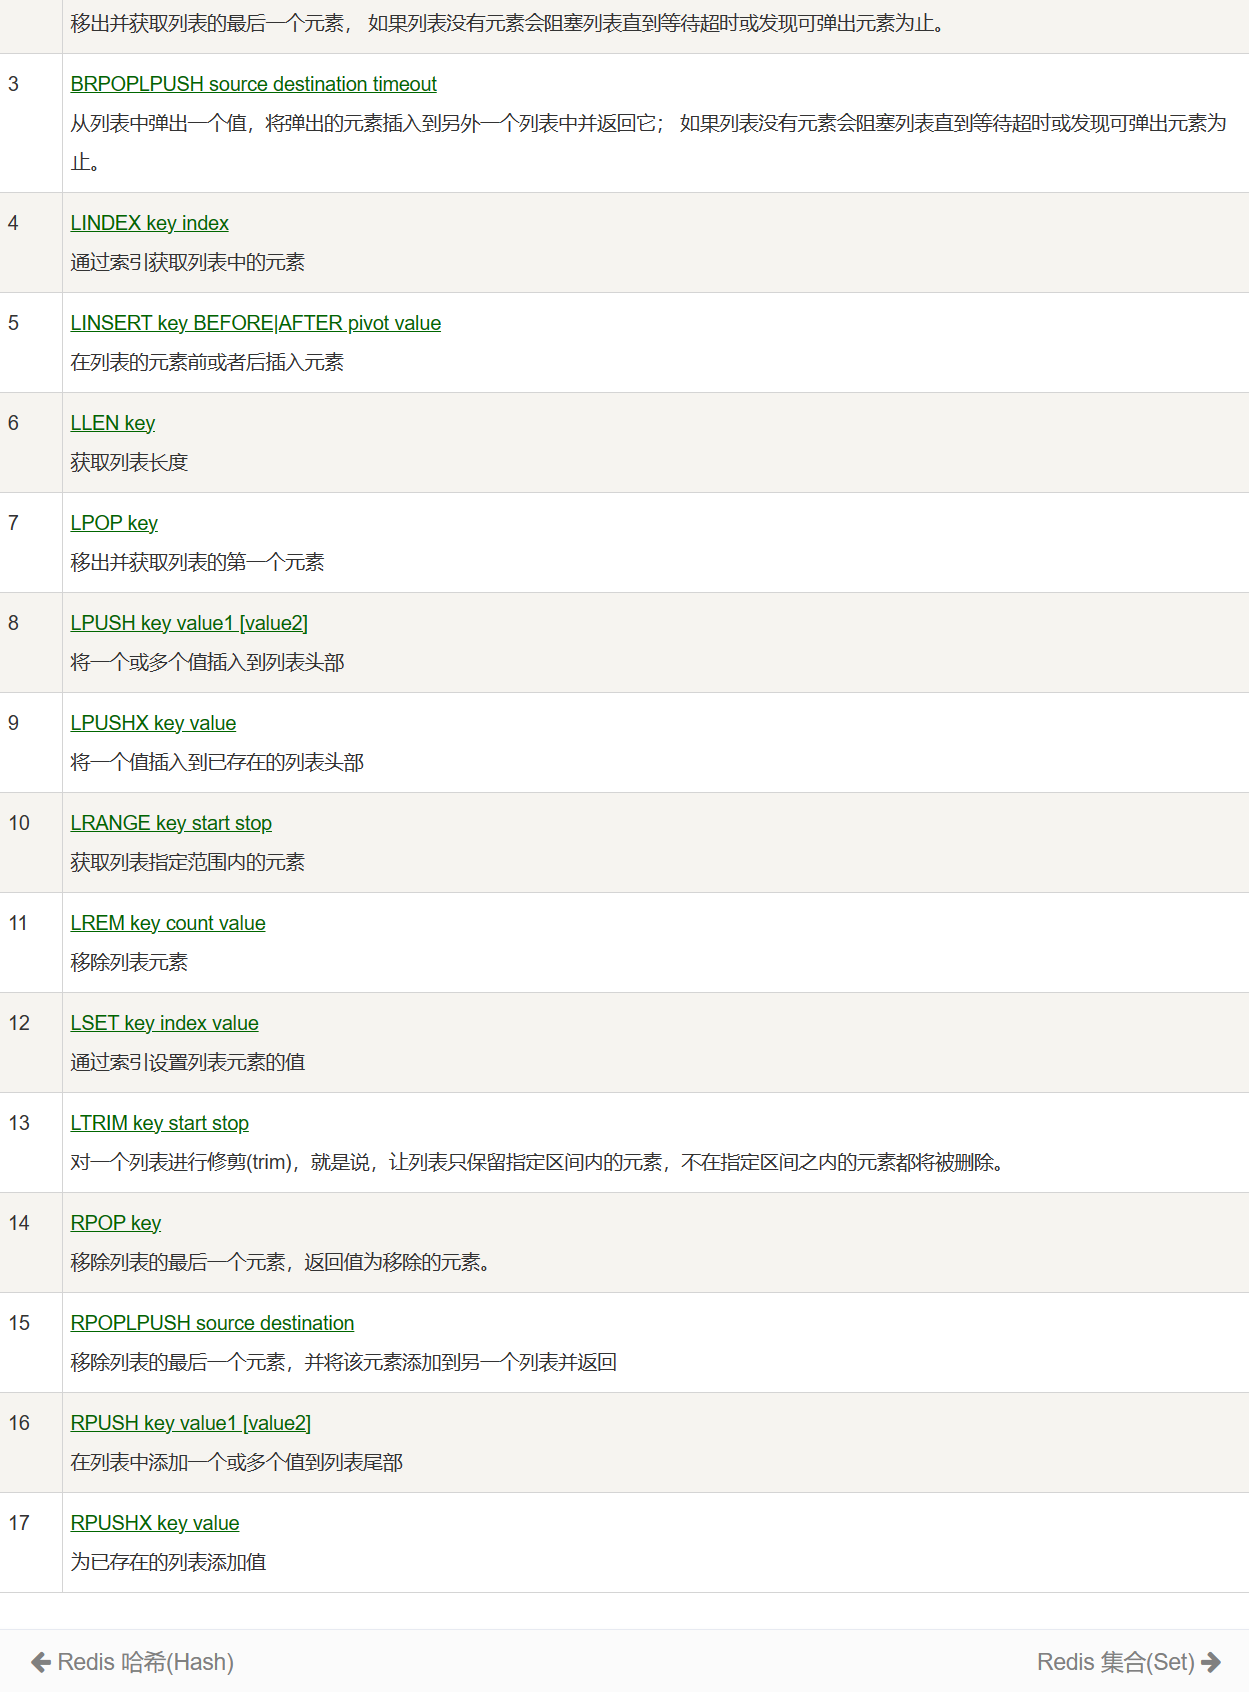 移出并获取列表的最后一个元素， 如果列表没有元素会阻塞列表直到等待超时或发现可弹出元素为止。
3
BRPOPLPUSH source destination timeout
从列表中弹出一个值，将弹出的元素插入到另外一个列表中并返回它； 如果列表没有元素会阻塞列表直到等待超时或发现可弹出元素为
止。
4
LINDEX key index
通过索引获取列表中的元素
5
LINSERT key BEFORE|AFTER pivot value
在列表的元素前或者后插入元素
6
LLEN key
获取列表长度
7
LPOP key
移出并获取列表的第一个元素
8
LPUSH key value1 [value2]
将一个或多个值插入到列表头部
9
LPUSHX key value
将一个值插入到已存在的列表头部
10
LRANGE key start stop
获取列表指定范围内的元素
11
LREM key count value
移除列表元素
12
LSET key index value
通过索引设置列表元素的值
13
LTRIM key start stop
对一个列表进行修剪(trim)，就是说，让列表只保留指定区间内的元素，不在指定区间之内的元素都将被删除。
14
RPOP key
移除列表的最后一个元素，返回值为移除的元素。
15
RPOPLPUSH source destination
移除列表的最后一个元素，并将该元素添加到另一个列表并返回
16
RPUSH key value1 [value2]
在列表中添加一个或多个值到列表尾部
17
RPUSHX key value
为已存在的列表添加值
Redis 哈希(Hash)
Redis 集合(Set)